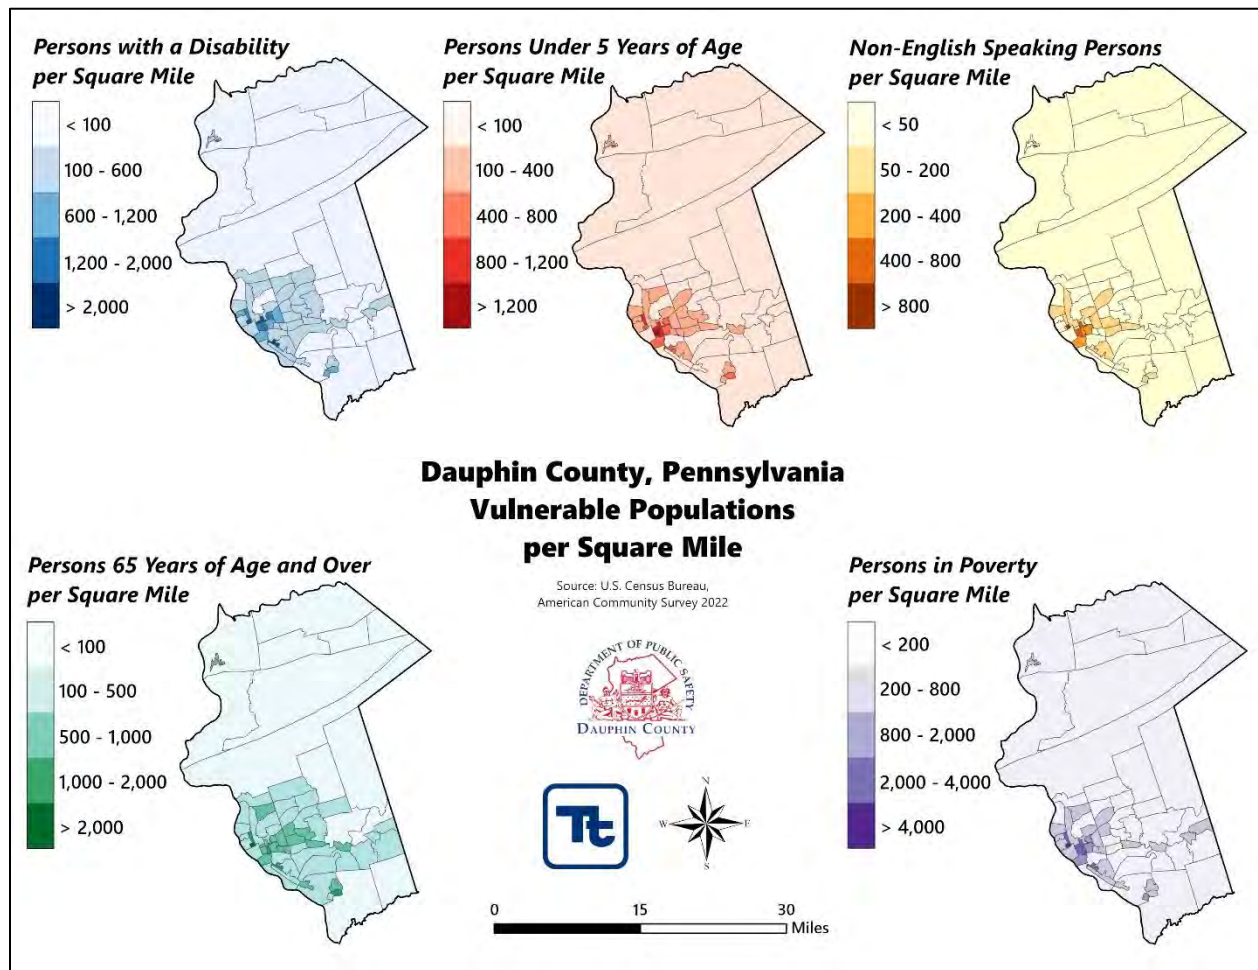 Persons with a Disability
per Square Mile
< 100
100 - 600
600 - 1,200
1,200 - 2,000
> 2,000
Persons Under 5 Years of Age
per Square Mile
< 100
100 - 400
400 - 800
800 - 1,200
> 1,200
Non-English Speaking Persons
per Square Mile
< 50
50 - 200
200 - 400
400 - 800
> 800
Dauphin County, Pennsylvania
Vulnerable Populations
per Square Mile
Source: U.S. Census Bureau,
American Community Survey 2022
DEPARTMENT OF PUBLIC SAFETY
DAUPHIN COUNTY
Tt
N
W
E
S
0
15
30
Miles
Persons 65 Years of Age and Over
per Square Mile
< 100
100 - 500
500 - 1,000
1,000 - 2,000
> 2,000
Persons in Poverty
per Square Mile
< 200
200 - 800
800 - 2,000
2,000 - 4,000
> 4,000